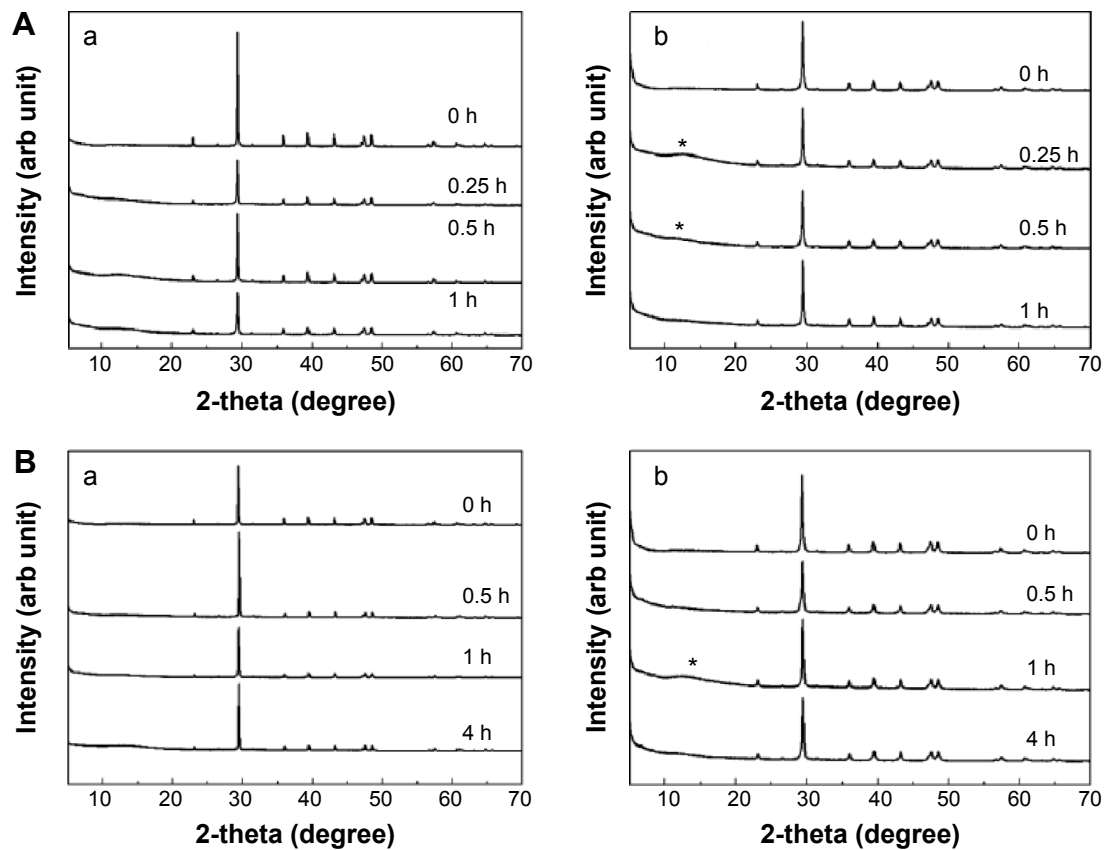 A
a
0 h
0.25 h
0.5 h
1 h
Intensity (arb unit)
10 20 30 40 50 60 70
2-theta (degree)
b
0 h
*
0.25 h
*
0.5 h
1 h
Intensity (arb unit)
10 20 30 40 50 60 70
2-theta (degree)
B
a
0 h
0.5 h
1 h
4 h
Intensity (arb unit)
10 20 30 40 50 60 70
2-theta (degree)
b
0 h
0.5 h
*
1 h
4 h
Intensity (arb unit)
10 20 30 40 50 60 70
2-theta (degree)